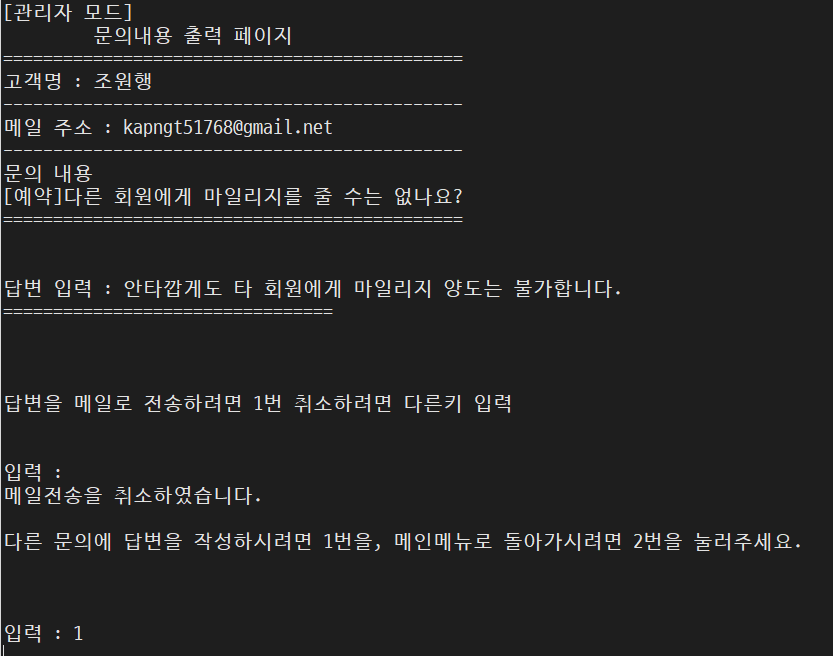 [관리자 모드]
문의내용 출력 페이지
==============================================
고객명 : 조원행
----------------------------------------------
메일 주소 : kapngt51768@gmail.net
----------------------------------------------
문의 내용
[예약]다른 회원에게 마일리지를 줄 수는 없나요?
==============================================
답변 입력 : 안타깝게도 타 회원에게 마일리지 양도는 불가합니다.
=================================
답변을 메일로 전송하려면 1번 취소하려면 다른키 입력
입력 :
메일전송을 취소하였습니다.
다른 문의에 답변을 작성하시려면 1번을, 메인메뉴로 돌아가시려면 2번을 눌러주세요.
입력 : 1